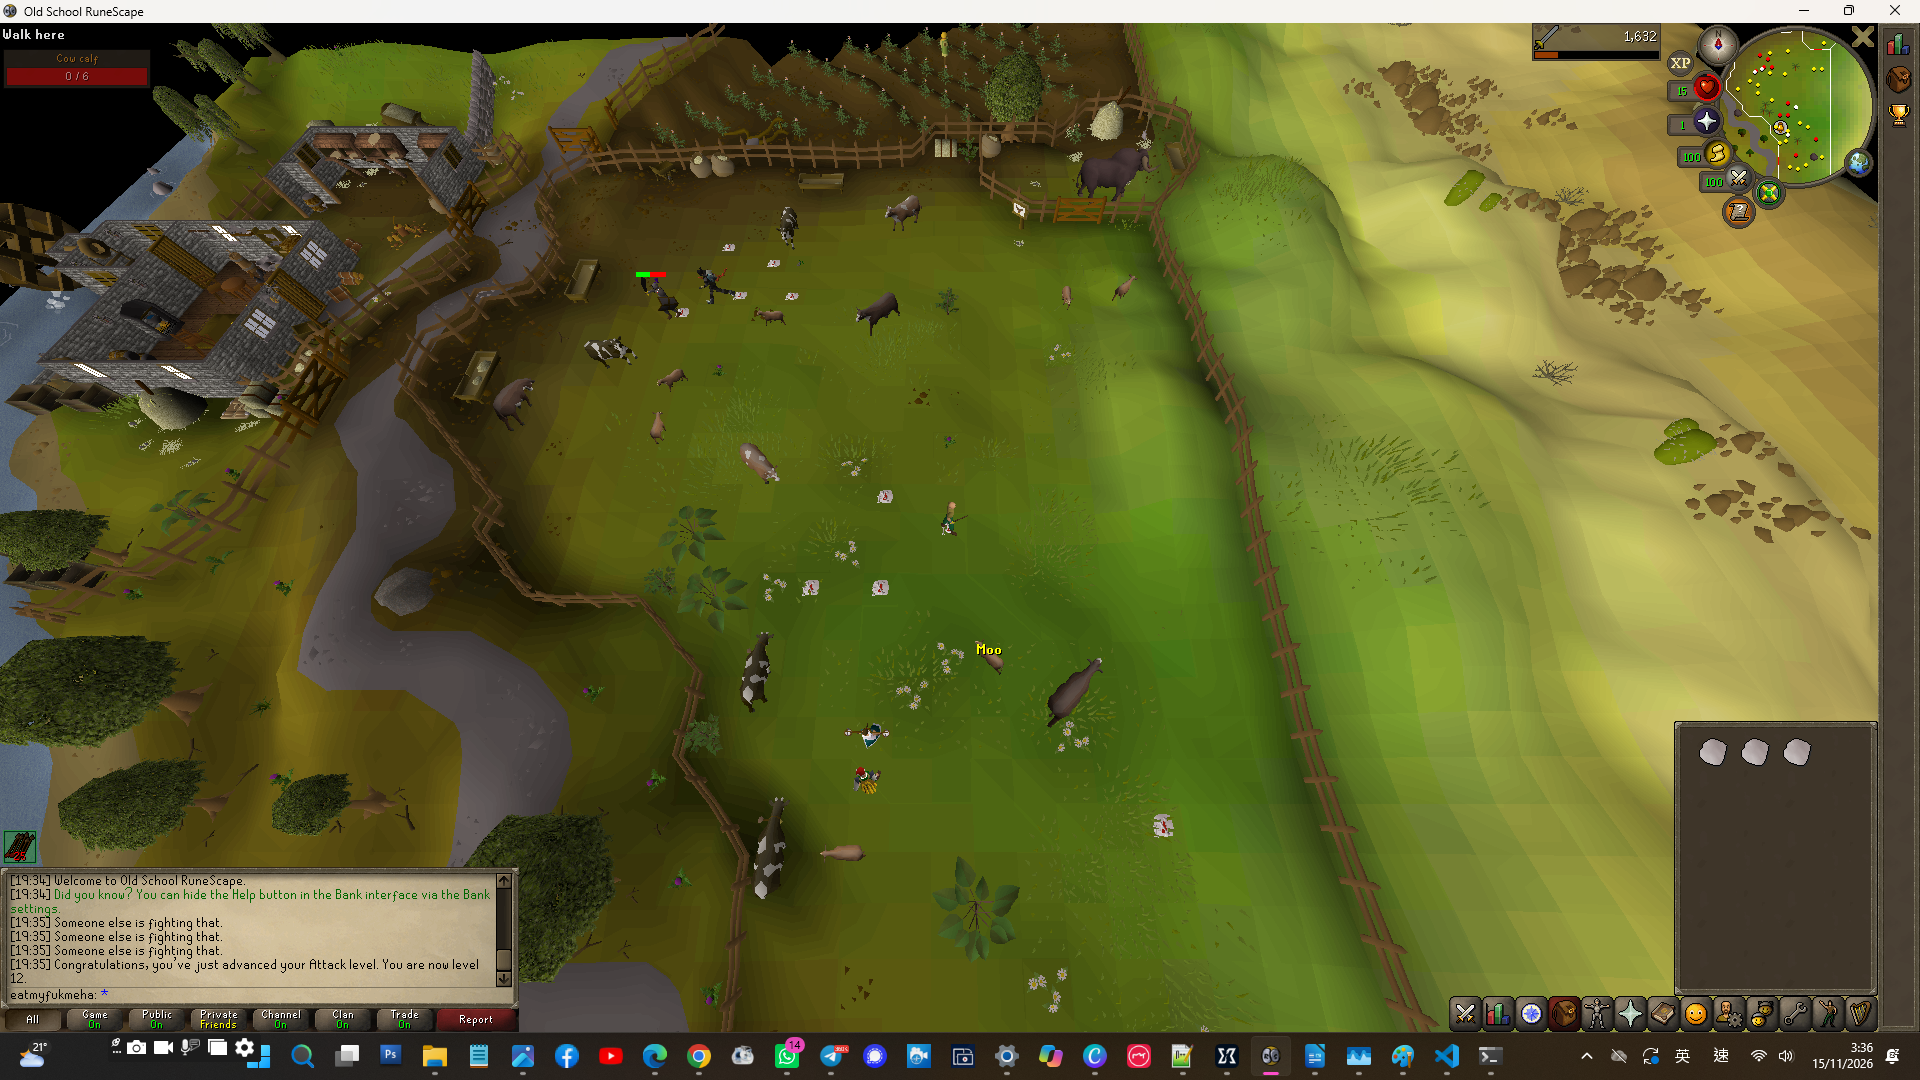 Old School RuneScape
Walk here
Cow calf
0 / 6
1,632
XP
N
15
1
100
100
Moo
[19:34] Welcome to Old School RuneScape.
[19:34] Did you know? You can hide the Help button in the Bank interface via the Bank
settings.
[19:35] Someone else is fighting that.
[19:35] Someone else is fighting that.
[19:35] Someone else is fighting that.
[19:35] Congratulations, you've just advanced your Attack level. You are now level
12.
eatmyfukmeha: *
All
Game
On
Public
On
Private
Friends
Channel
On
Clan
On
Trade
On
Report
21°
Ps
14
英
速
3:36
15/11/2026